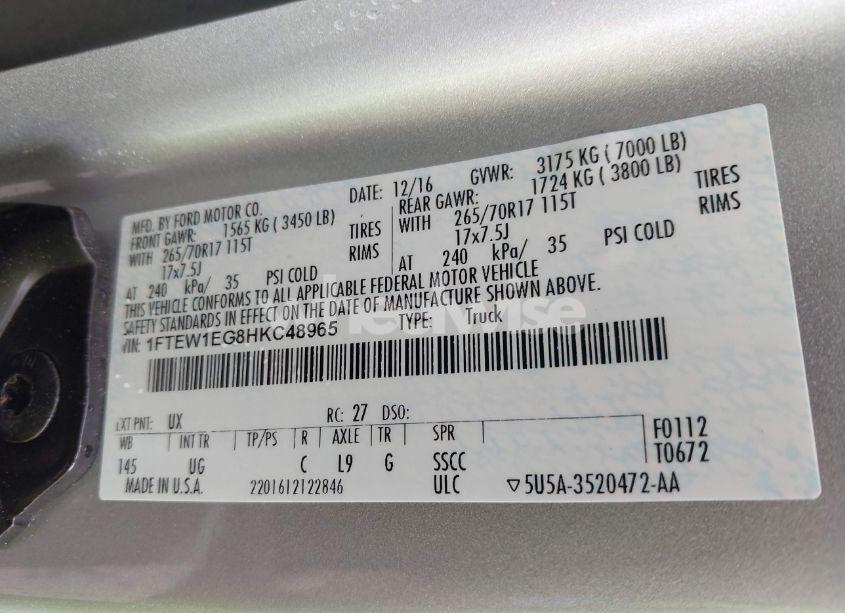 MFD. BY FORD MOTOR CO.
DATE: 12/16 GVWR: 3175 KG ( 7000 LB)
FRONT GAWR: 1565 KG ( 3450 LB) REAR GAWR: 1724 KG ( 3800 LB)
WITH 265/70R17 115T TIRES WITH 265/70R17 115T TIRES
17x7.5J RIMS 17x7.5J RIMS
AT 240 kPa/ 35 PSI COLD AT 240 kPa/ 35 PSI COLD
THIS VEHICLE CONFORMS TO ALL APPLICABLE FEDERAL MOTOR VEHICLE
SAFETY STANDARDS IN EFFECT ON THE DATE OF MANUFACTURE SHOWN ABOVE.
VIN: 1FTEW1EG8HKC48965 TYPE: Truck
EXT PNT: UX RC: 27 DSO:
WB INT TR TP/PS R AXLE TR SPR F0112
145 UG C L9 G SSCC T0672
MADE IN U.S.A. 2201612122846 ULC ▽5U5A-3520472-AA